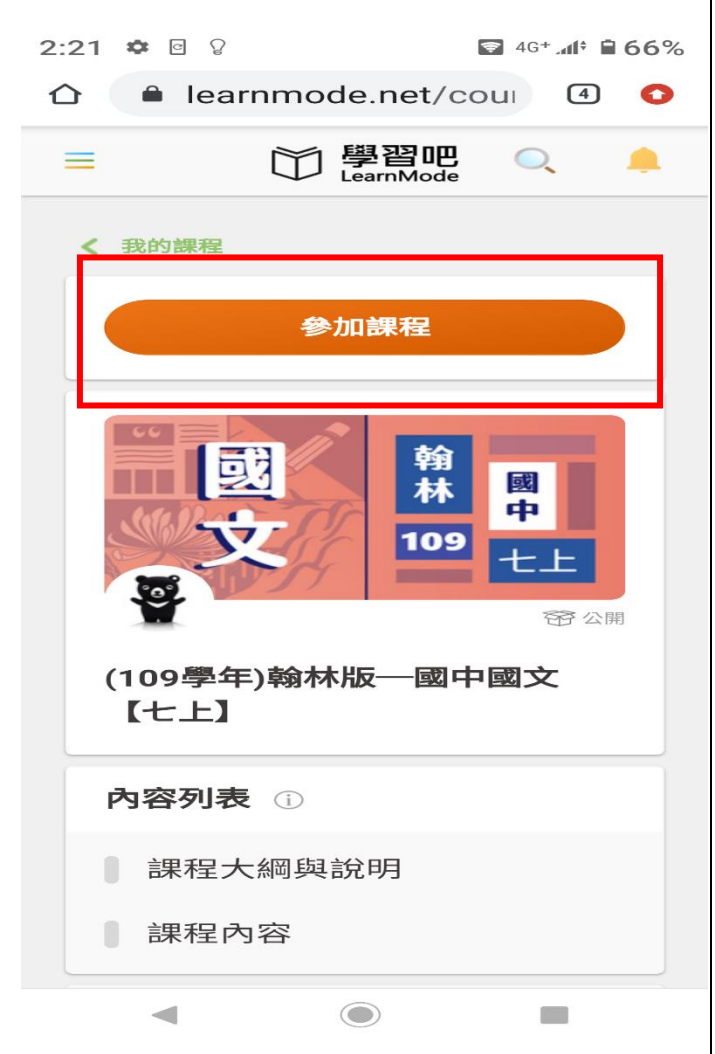 2:21
4G+
66%
learnmode.net/cour
4
學習吧
LearnMode
我的課程
參加課程
國文
翰林
109
國中
七上
公開
(109學年)翰林版—國中國文
【七上】
內容列表
課程大綱與說明
課程內容